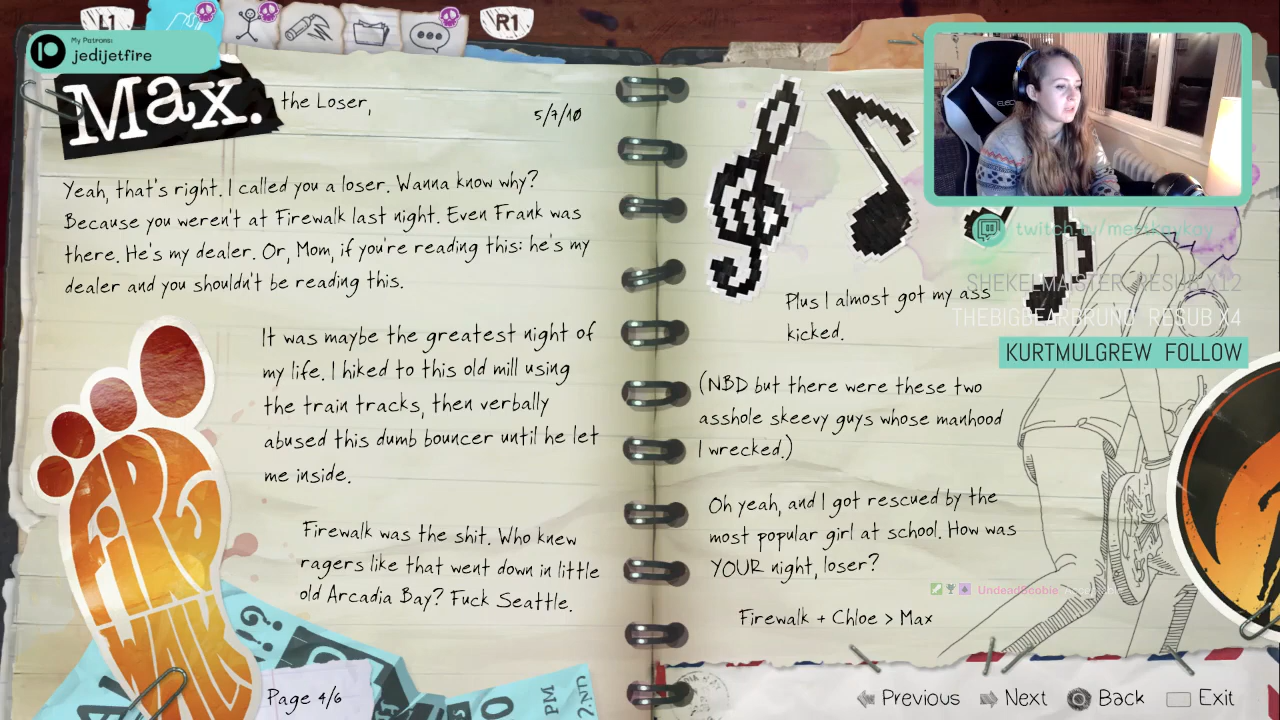 L1
R1
My Patrons:
jedijetfire
Max. the Loser,
5/7/10
Yeah, that's right. I called you a loser. Wanna know why?
Because you weren't at Firewalk last night. Even Frank was
there. He's my dealer. Or, Mom, if you're reading this: he's my
dealer and you shouldn't be reading this.
It was maybe the greatest night of
my life. I hiked to this old mill using
the train tracks, then verbally
abused this dumb bouncer until he let
me inside.
Firewalk was the shit. Who knew
ragers like that went down in little
old Arcadia Bay? Fuck Seattle.
FIRE
WALK
Page 4/6
PM
Plus I almost got my ass
kicked.
(NBD but there were these two
asshole skeevy guys whose manhood
I wrecked.)
Oh yeah, and I got rescued by the
most popular girl at school. How was
YOUR night, loser?
Firewalk + Chloe > Max
SHEKELMAISTER RESUB X12
THEBIGBEARBRUNO RESUB X4
KURTMULGREW FOLLOW
UndeadScobie
Previous
Next
Back
Exit